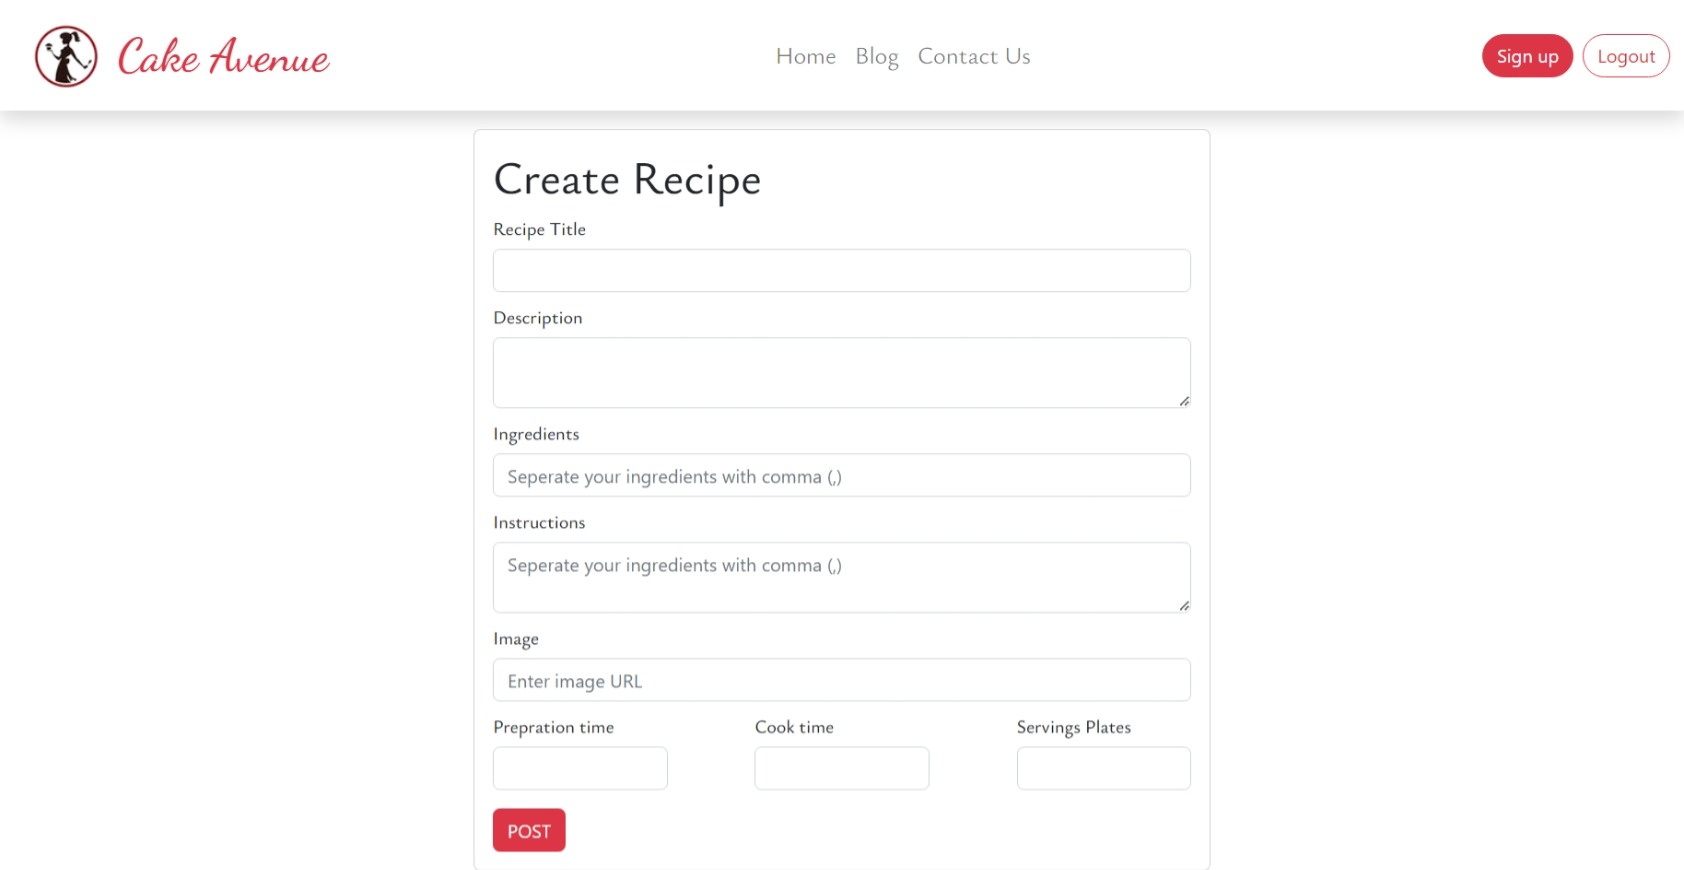 Cake Avenue
Home Blog Contact Us
Sign up Logout
Create Recipe
Recipe Title
Description
Ingredients
Seperate your ingredients with comma (,)
Instructions
Seperate your ingredients with comma (,)
Image
Enter image URL
Prepration time Cook time Servings Plates
POST